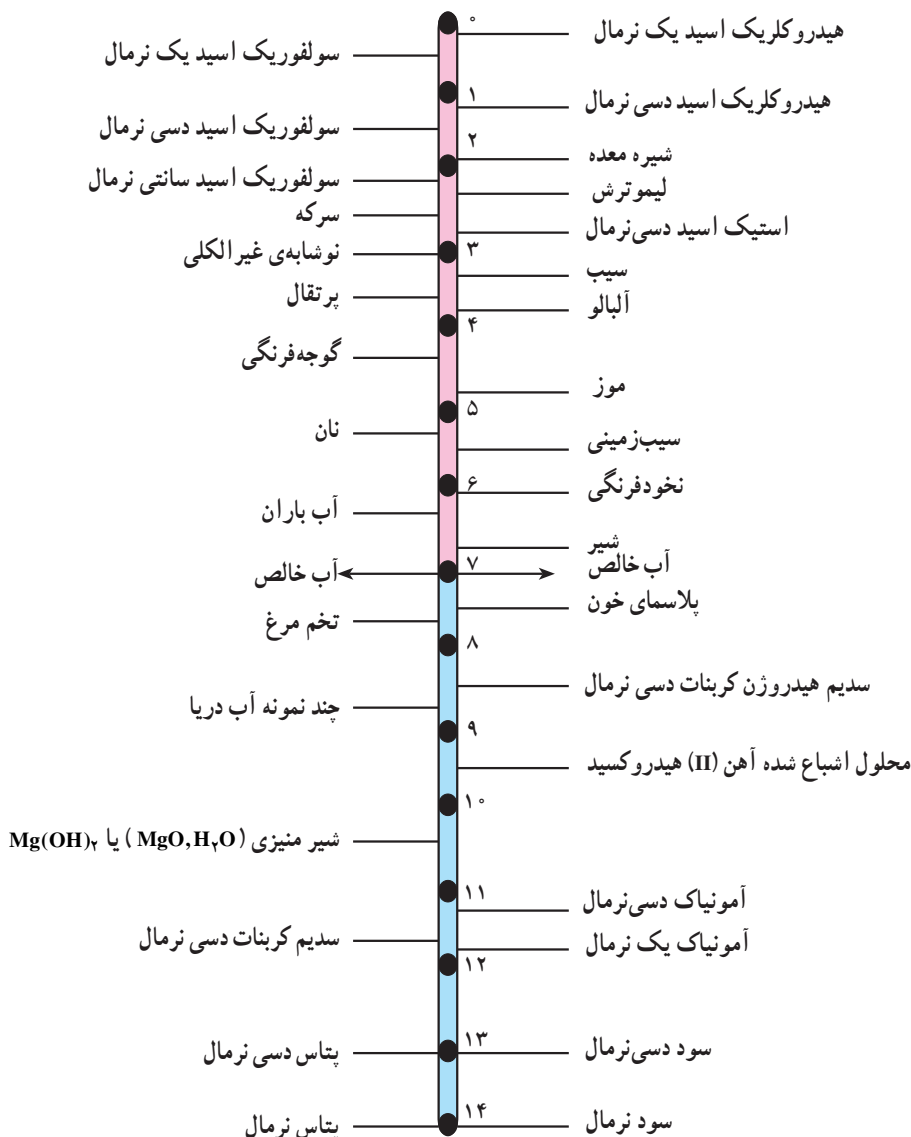 ۰
هیدروکلریک اسید یک نرمال
سولفوریک اسید یک نرمال
۱
هیدروکلریک اسید دسی نرمال
سولفوریک اسید دسی نرمال
۲
شیره معده
سولفوریک اسید سانتی نرمال
لیموترش
سرکه
استیک اسید دسی‌نرمال
۳
نوشابه‌ی غیر الکلی
سیب
پرتقال
آلبالو
۴
گوجه‌فرنگی
موز
۵
نان
سیب‌زمینی
۶
نخودفرنگی
آب باران
شیر
۷
آب خالص
آب خالص
پلاسمای خون
تخم مرغ
۸
سدیم هیدروژن کربنات دسی نرمال
چند نمونه آب دریا
۹
محلول اشباع شده آهن (II) هیدروکسید
۱۰
شیر منیزی (MgO,H₂O) یا Mg(OH)₂
۱۱
آمونیاک دسی‌نرمال
سدیم کربنات دسی نرمال
آمونیاک یک نرمال
۱۲
۱۳
سود دسی‌نرمال
پتاس دسی نرمال
۱۴
سود نرمال
پتاس نرمال